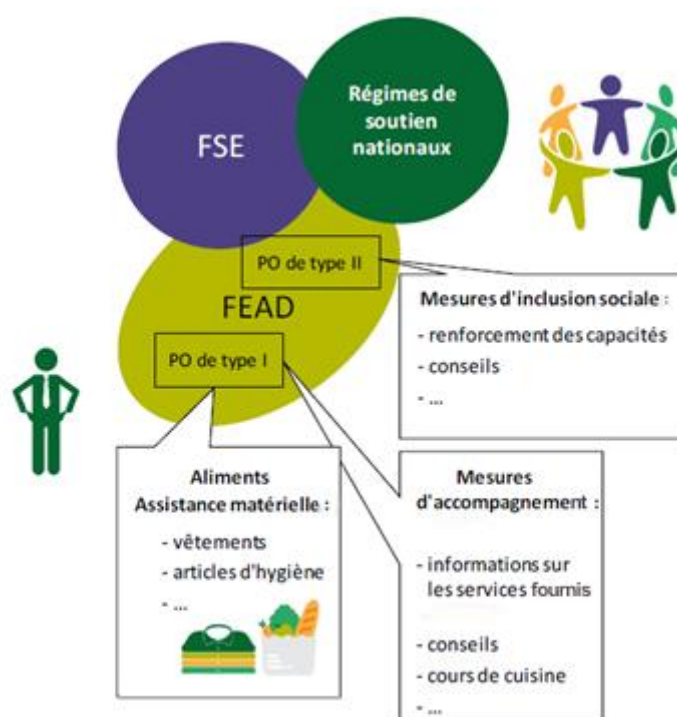 FSE
Régimes de
soutien
nationaux
PO de type II
FEAD
PO de type I
Mesures d'inclusion sociale :
- renforcement des capacités
- conseils
- ...
Aliments
Assistance matérielle :
- vêtements
- articles d'hygiène
- ...
Mesures
d'accompagnement :
- informations sur
les services fournis
- conseils
- cours de cuisine
- ...